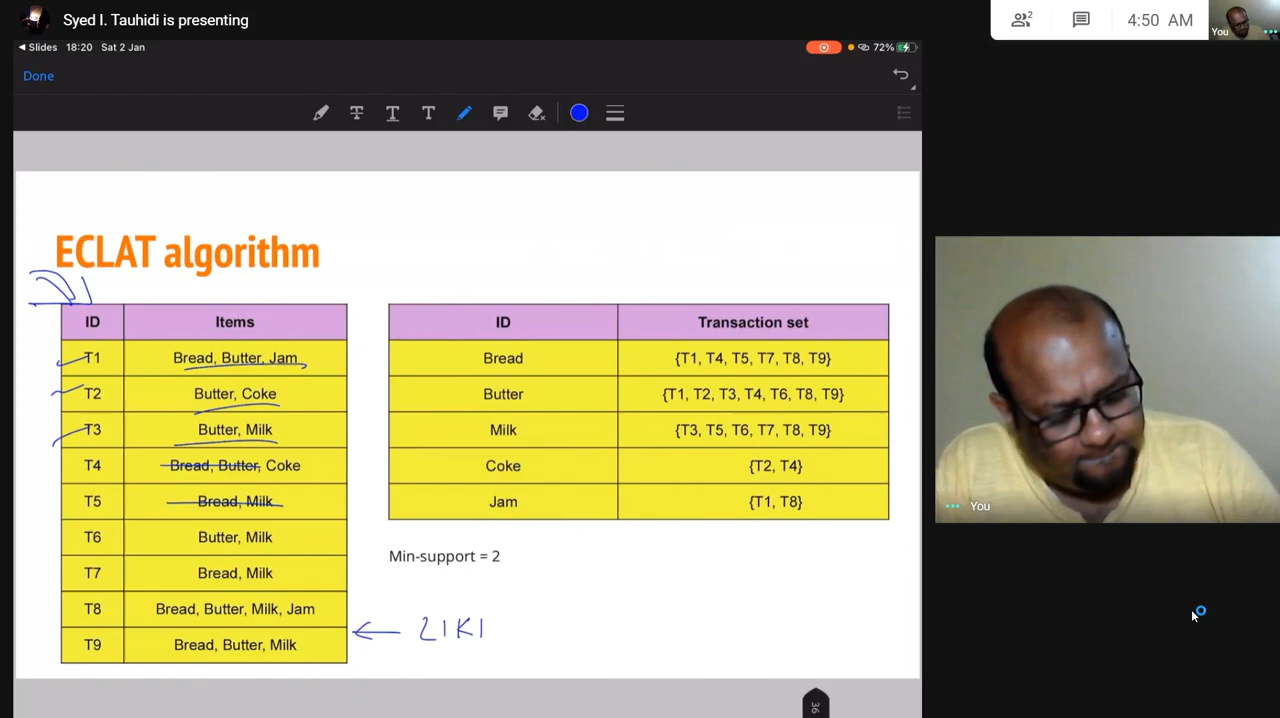 Syed I. Tauhidi is presenting
2
4:50 AM
You
Slides 18:20 Sat 2 Jan
72%
Done
ECLAT algorithm
ID Items
T1 Bread, Butter, Jam
T2 Butter, Coke
T3 Butter, Milk
T4 Bread, Butter, Coke
T5 Bread, Milk
T6 Butter, Milk
T7 Bread, Milk
T8 Bread, Butter, Milk, Jam
T9 Bread, Butter, Milk
ID Transaction set
Bread {T1, T4, T5, T7, T8, T9}
Butter {T1, T2, T3, T4, T6, T8, T9}
Milk {T3, T5, T6, T7, T8, T9}
Coke {T2, T4}
Jam {T1, T8}
Min-support = 2
36
You